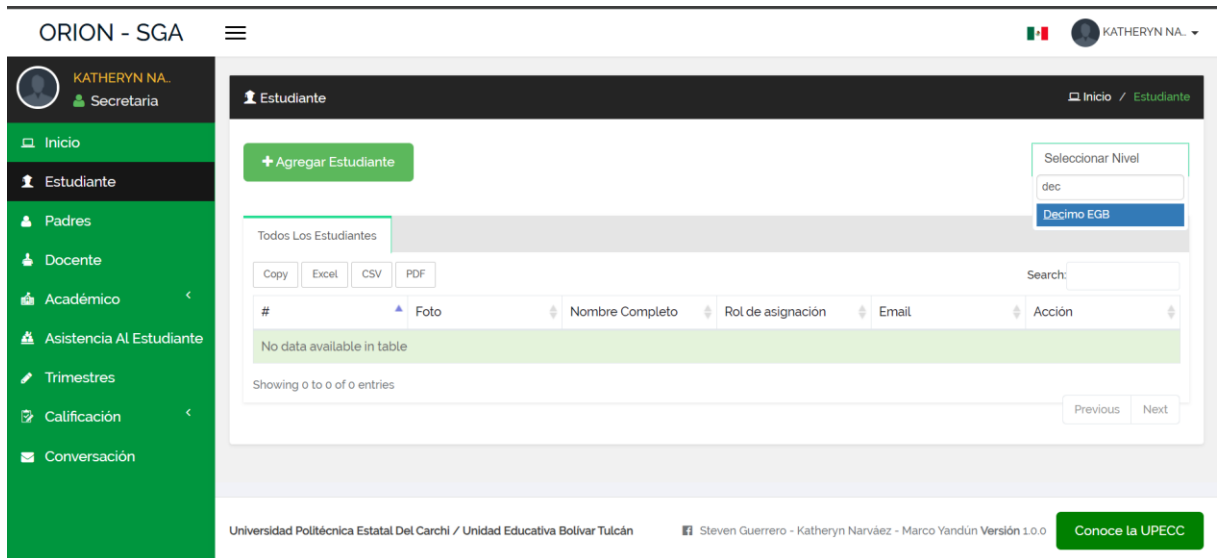 ORION - SGA
KATHERYN NA..
KATHERYN NA..
Secretaria
Estudiante
Inicio / Estudiante
Inicio
Estudiante
Padres
Docente
Académico
Asistencia Al Estudiante
Trimestres
Calificación
Conversación
+ Agregar Estudiante
Seleccionar Nivel
dec
Decimo EGB
Todos Los Estudiantes
Copy Excel CSV PDF
Search:
# Foto Nombre Completo Rol de asignación Email Acción
No data available in table
Showing 0 to 0 of 0 entries
Previous Next
Universidad Politécnica Estatal Del Carchi / Unidad Educativa Bolívar Tulcán
Steven Guerrero - Katheryn Narváez - Marco Yandún Versión 1.0.0
Conoce la UPECC